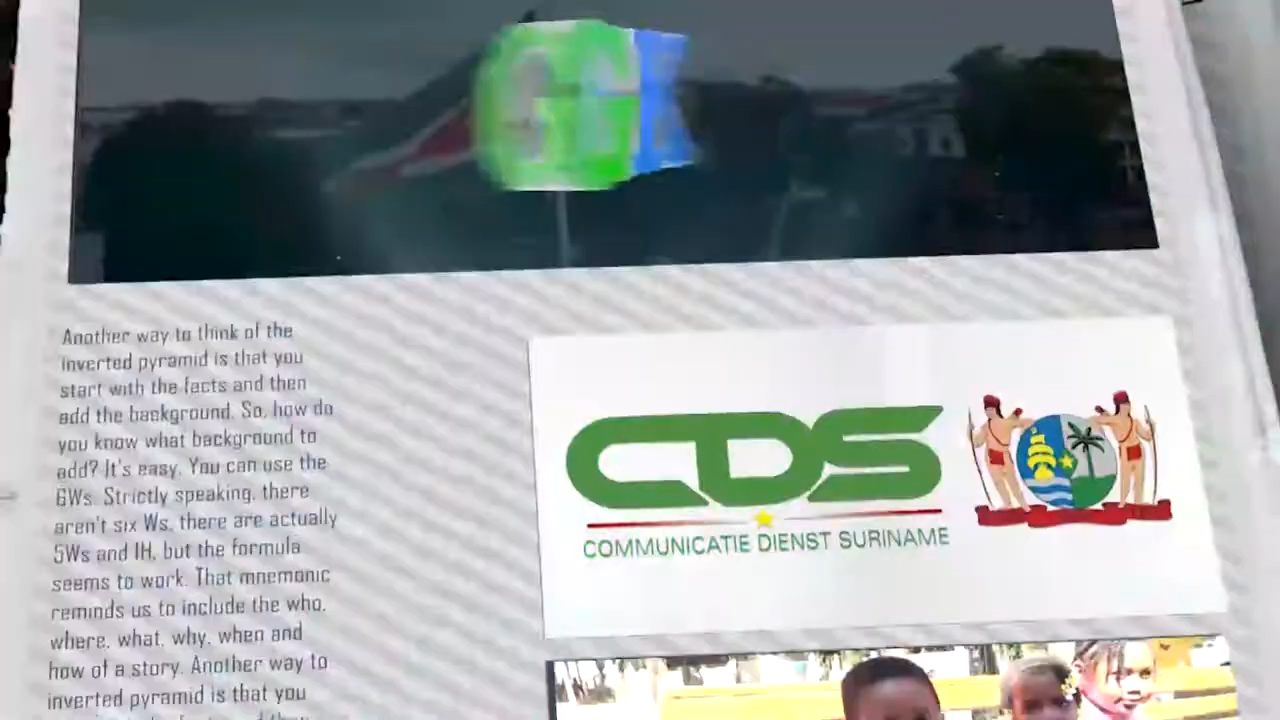 Another way to think of the
inverted pyramid is that you
start with the facts and then
add the background. So, how do
you know what background to
add? It's easy. You can use the
6Ws. Strictly speaking, there
aren't six Ws, there are actually
5Ws and 1H, but the formula
seems to work. That mnemonic
reminds us to include the who,
where, what, why, when and
how of a story. Another way to
inverted pyramid is that you
CDS
COMMUNICATIE DIENST SURINAME